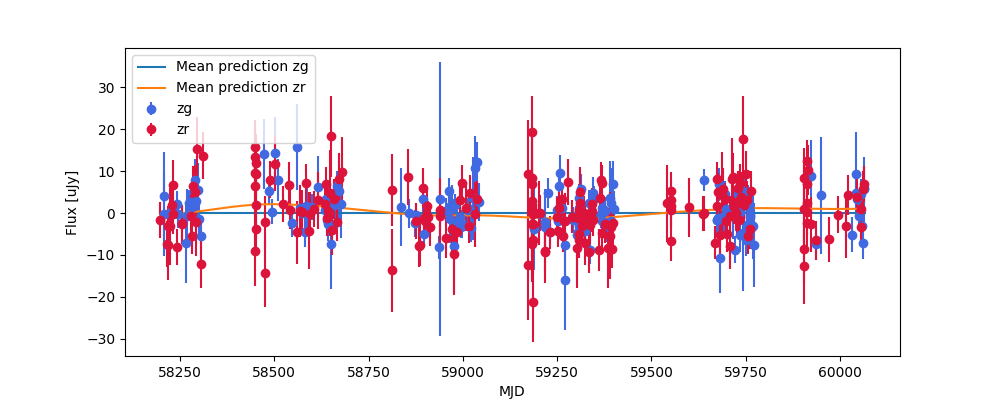 Mean prediction zg
Mean prediction zr
zg
zr
Flux [uJy]
30
20
10
0
−10
−20
−30
58250
58500
58750
59000
59250
59500
59750
60000
MJD